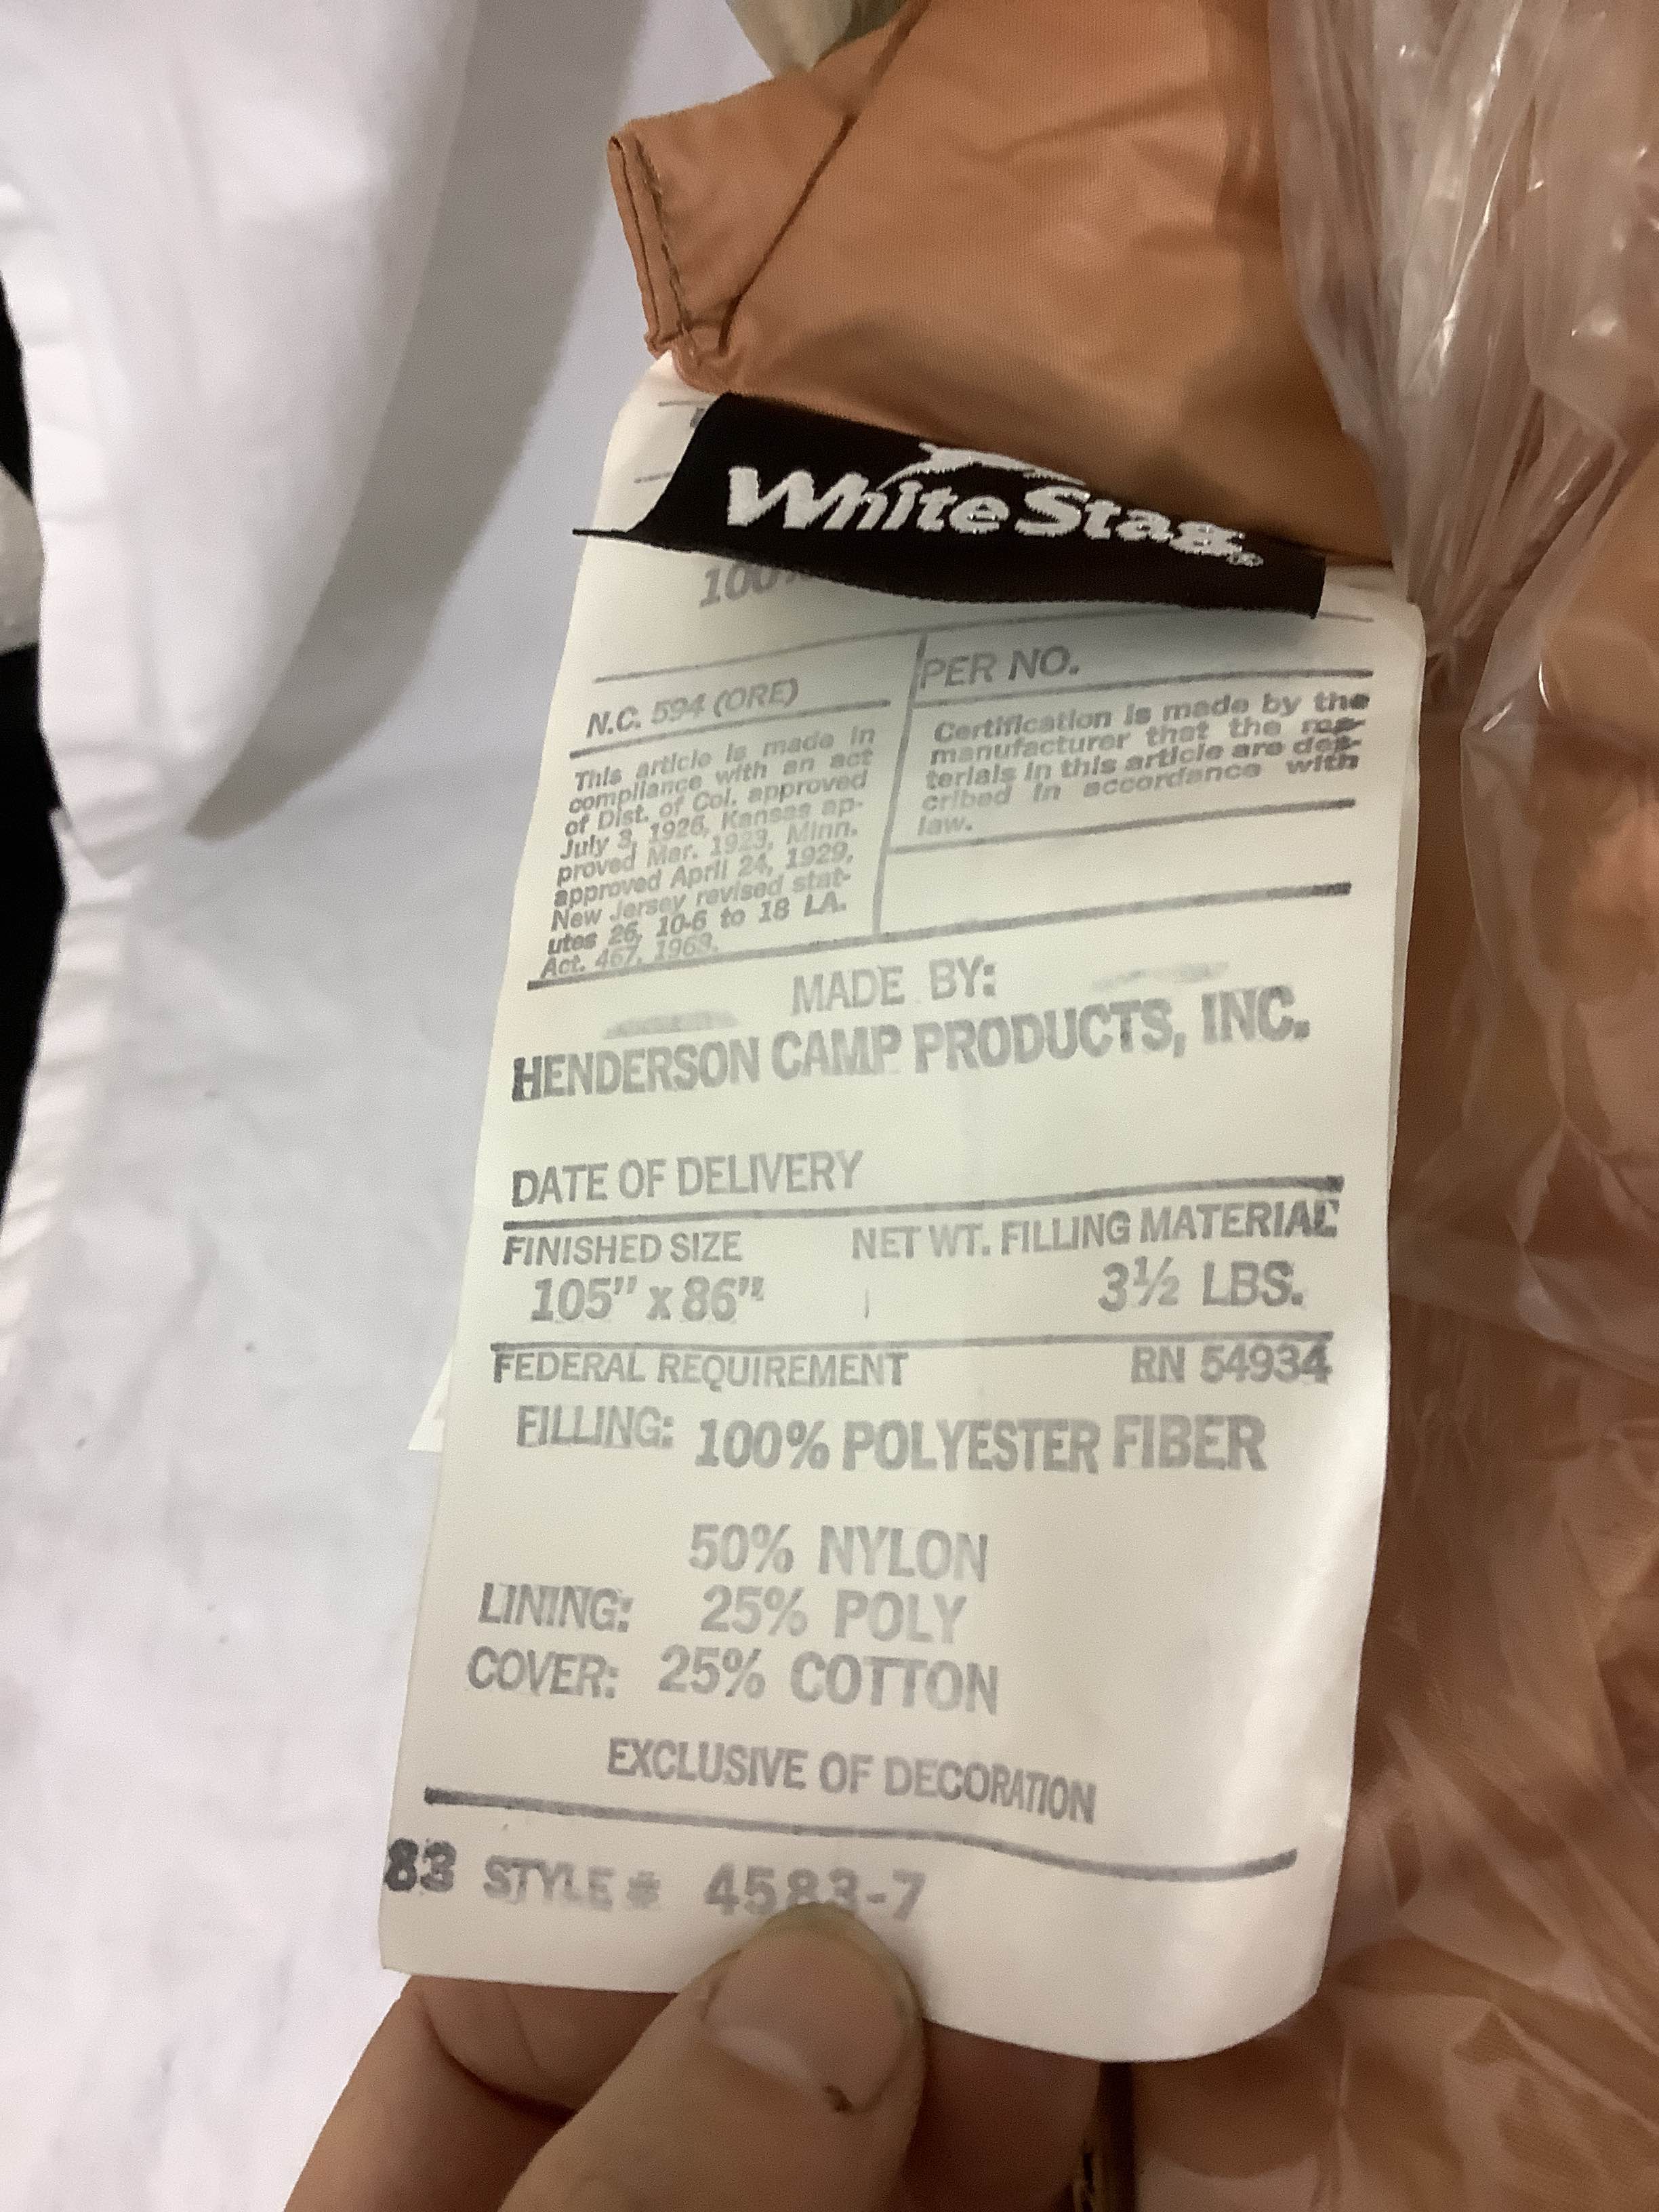 White Stag®
100%
N.C. 594 (ORE)
This article is made in
compliance with an act
of Dist. of Col. approved
July 3, 1926, Kansas ap-
proved Mar. 1923, Minn.
approved April 24, 1929,
New Jersey revised stat-
utes 26, 10-6 to 18 LA.
Act. 467, 1963.
PER NO.
Certification is made by the
manufacturer that the ma-
terials in this article are des-
cribed in accordance with
law.
MADE BY:
HENDERSON CAMP PRODUCTS, INC.
DATE OF DELIVERY
FINISHED SIZE NET WT. FILLING MATERIAL
105" x 86" 3½ LBS.
FEDERAL REQUIREMENT RN 54934
FILLING: 100% POLYESTER FIBER
50% NYLON
LINING: 25% POLY
COVER: 25% COTTON
EXCLUSIVE OF DECORATION
83 STYLE # 4583-7